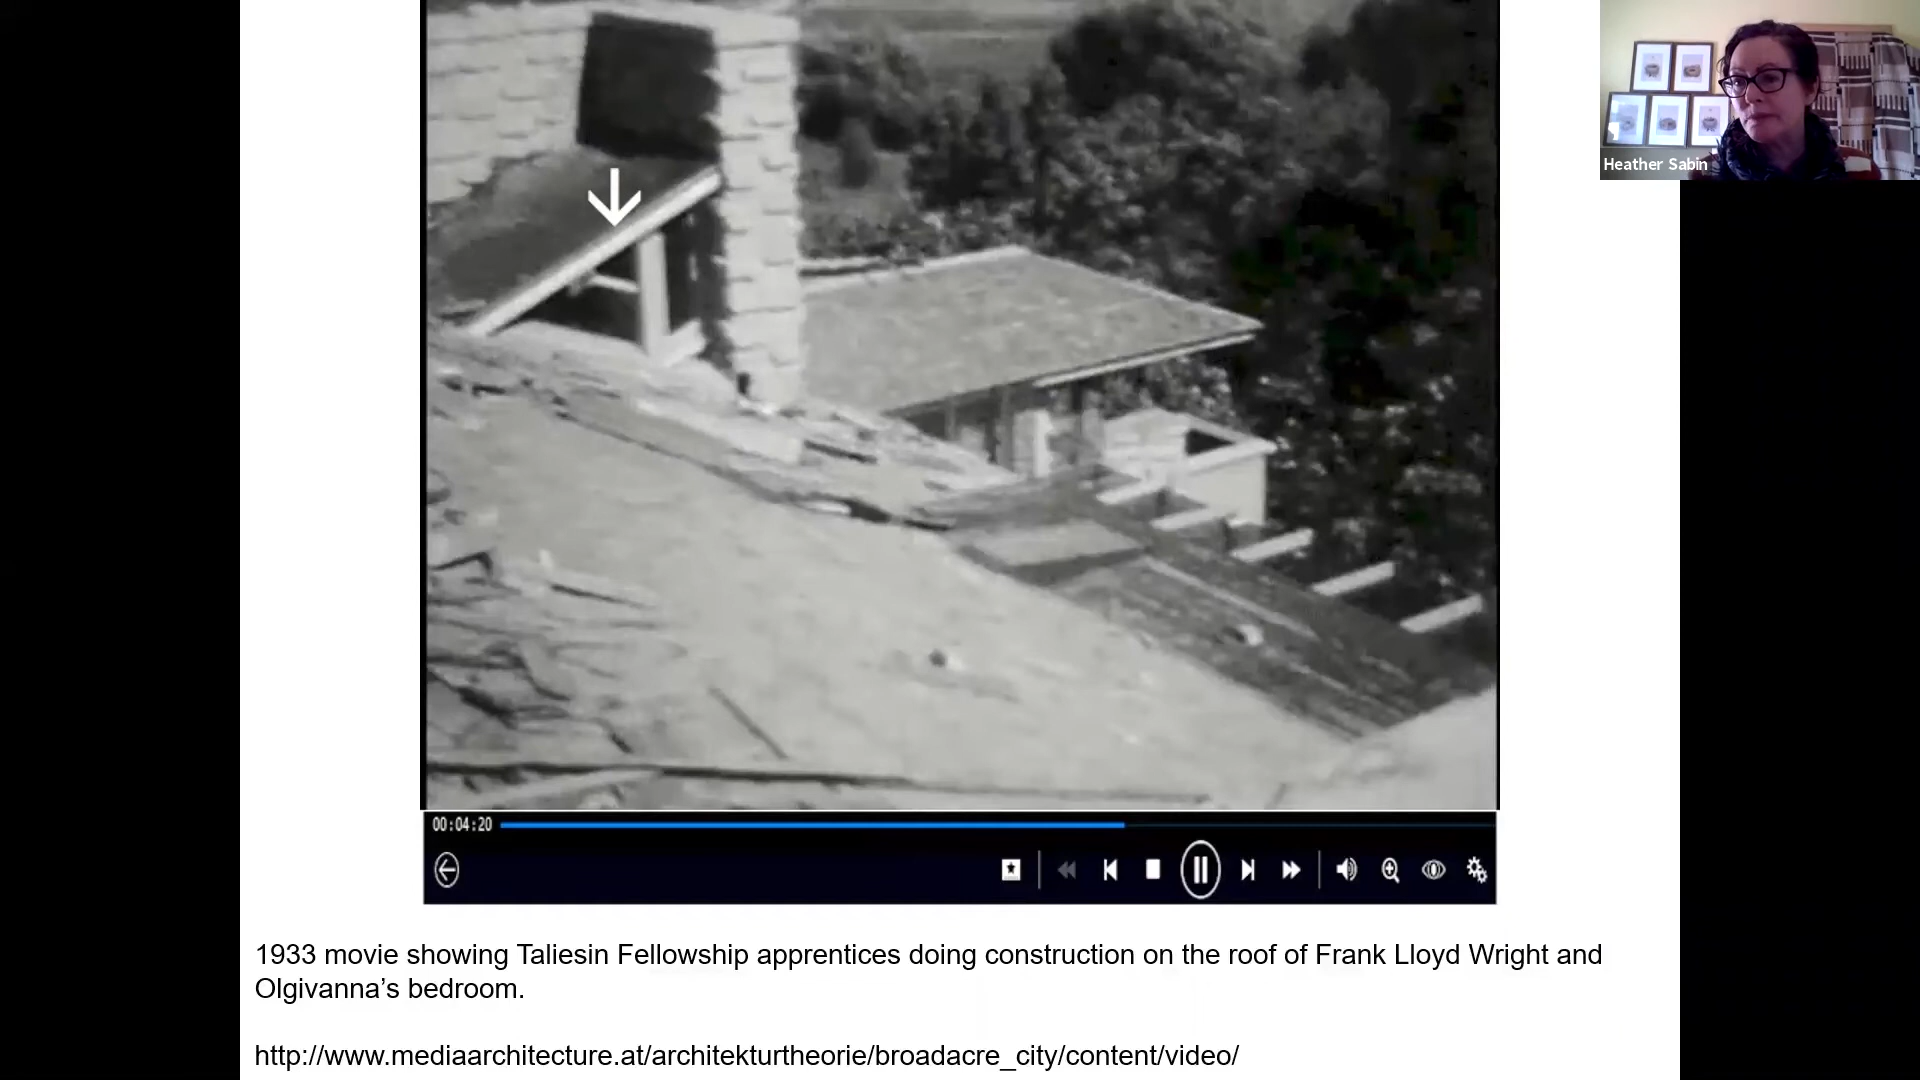 Heather Sabin
00:04:20
1933 movie showing Taliesin Fellowship apprentices doing construction on the roof of Frank Lloyd Wright and
Olgivanna’s bedroom.
http://www.mediaarchitecture.at/architekturtheorie/broadacre_city/content/video/